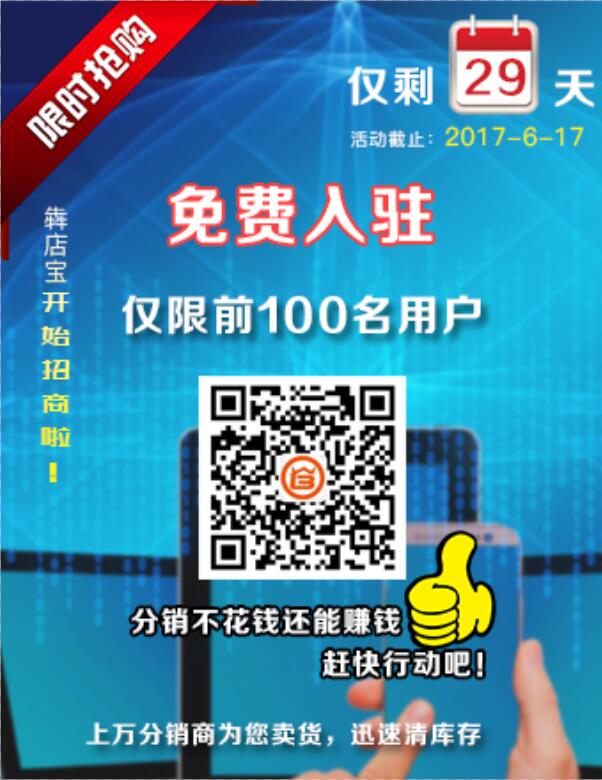 限时抢购
仅剩29天
活动截止：2017-6-17
免费入驻
犇店宝开始招商啦！
仅限前100名用户
分销不花钱还能赚钱
赶快行动吧！
上万分销商为您卖货，迅速清库存